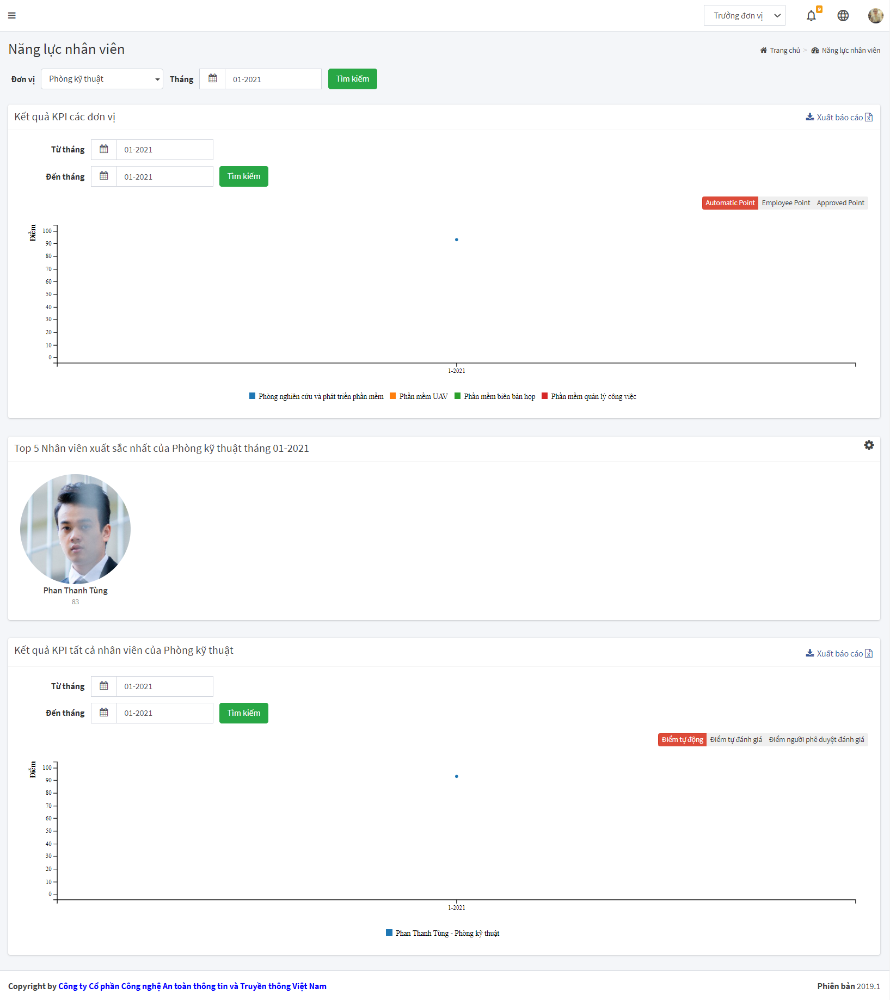 Trưởng đơn vị
9
Năng lực nhân viên
Trang chủ > Năng lực nhân viên
Đơn vị Phòng kỹ thuật Tháng 01-2021 Tìm kiếm
Kết quả KPI các đơn vị
Xuất báo cáo
Từ tháng 01-2021
Đến tháng 01-2021 Tìm kiếm
Automatic Point Employee Point Approved Point
Điểm
100
90
80
70
60
50
40
30
20
10
0
1-2021
Phòng nghiên cứu và phát triển phần mềm Phần mềm UAV Phần mềm biên bản họp Phần mềm quản lý công việc
Top 5 Nhân viên xuất sắc nhất của Phòng kỹ thuật tháng 01-2021
Phan Thanh Tùng
83
Kết quả KPI tất cả nhân viên của Phòng kỹ thuật
Xuất báo cáo
Từ tháng 01-2021
Đến tháng 01-2021 Tìm kiếm
Điểm tự động Điểm tự đánh giá Điểm người phê duyệt đánh giá
Điểm
100
90
80
70
60
50
40
30
20
10
0
1-2021
Phan Thanh Tùng - Phòng kỹ thuật
Copyright by Công ty Cổ phần Công nghệ An toàn thông tin và Truyền thông Việt Nam
Phiên bản 2019.1